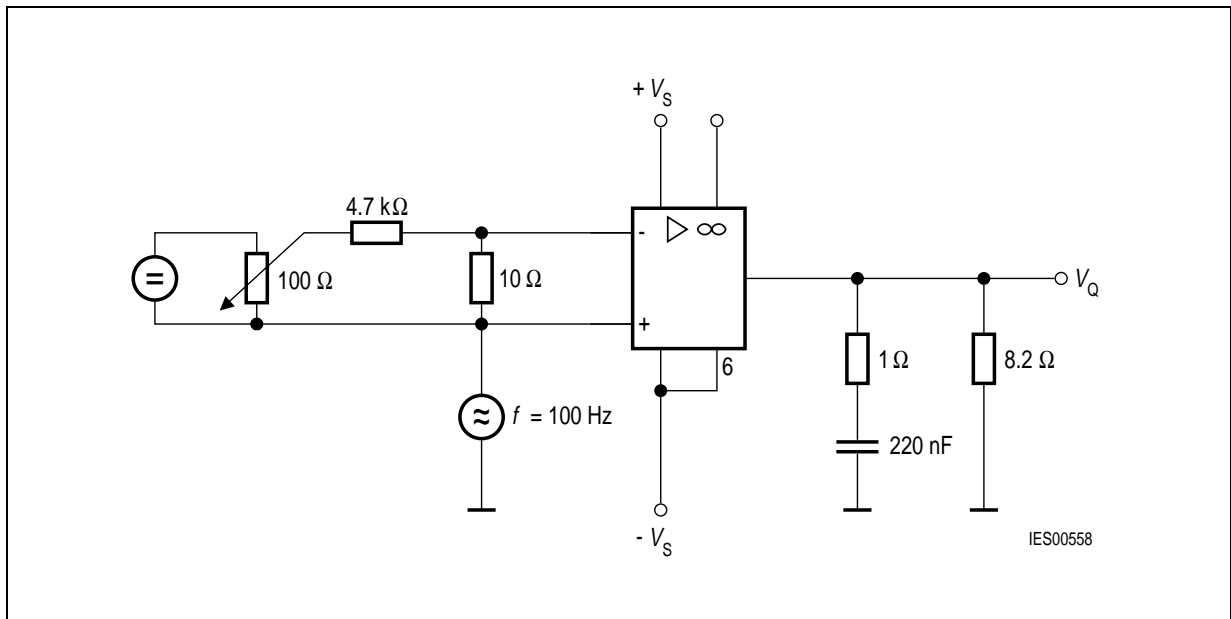 + V_S
4.7 kΩ
- ▷ ∞
= 100 Ω 10 Ω V_Q
+ 6 1 Ω 8.2 Ω
≈ f = 100 Hz
220 nF
- V_S
IES00558